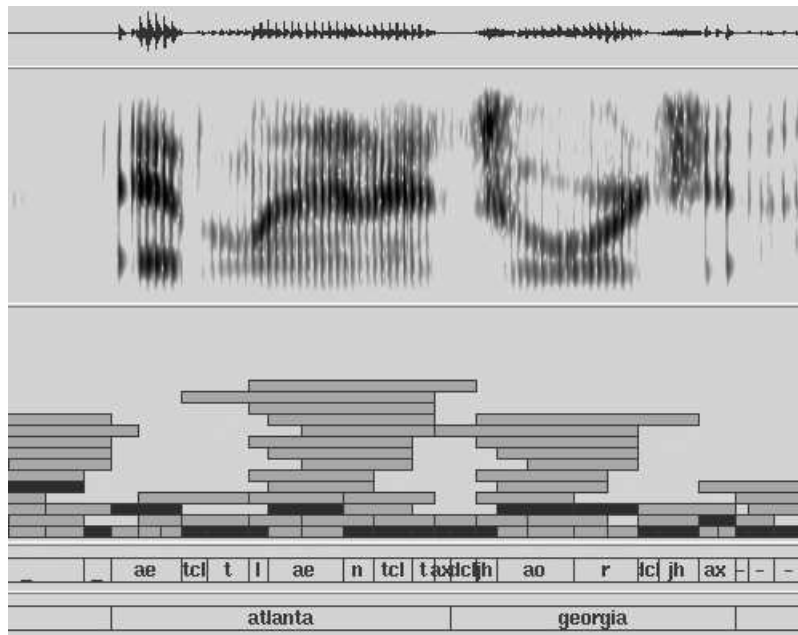 _ _ ae tcl t l ae n tcl t ax dcl jh ao r dcl jh ax - - -
atlanta georgia